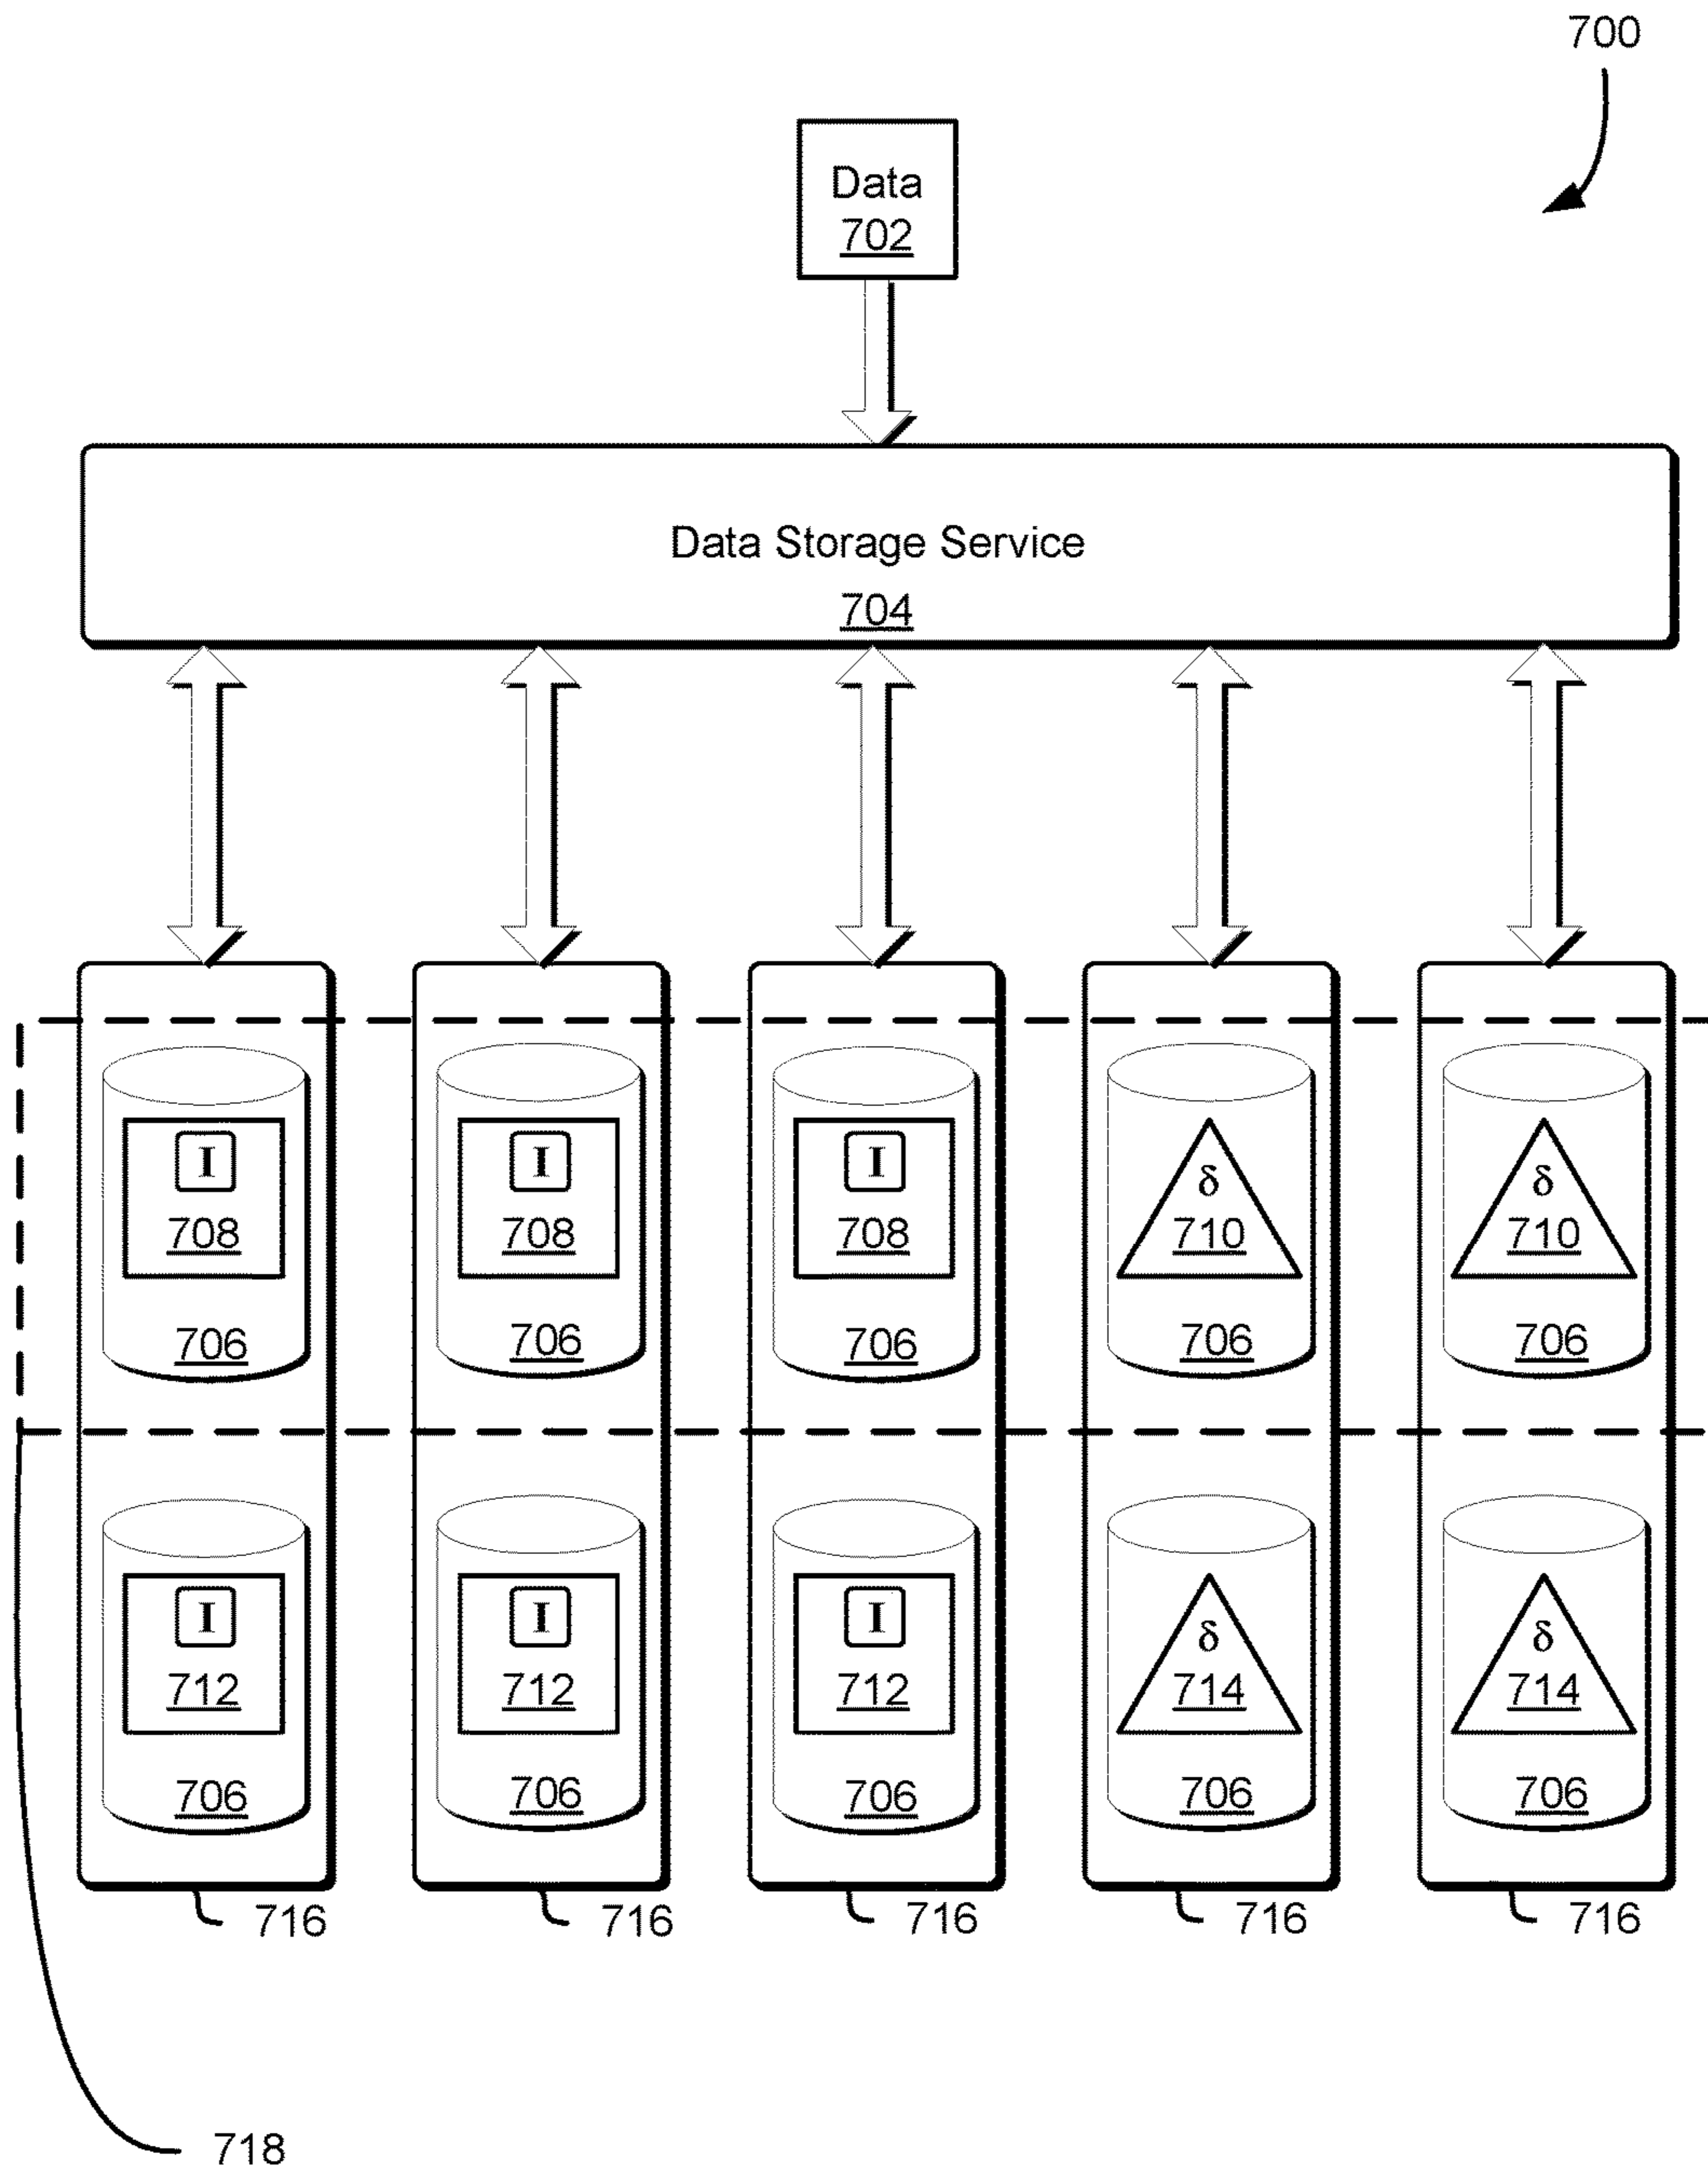 700
Data
702
Data Storage Service
704
I I I δ δ
708 708 708 710 710
706 706 706 706 706
I I I δ δ
712 712 712 714 714
706 706 706 706 706
716 716 716 716 716
718